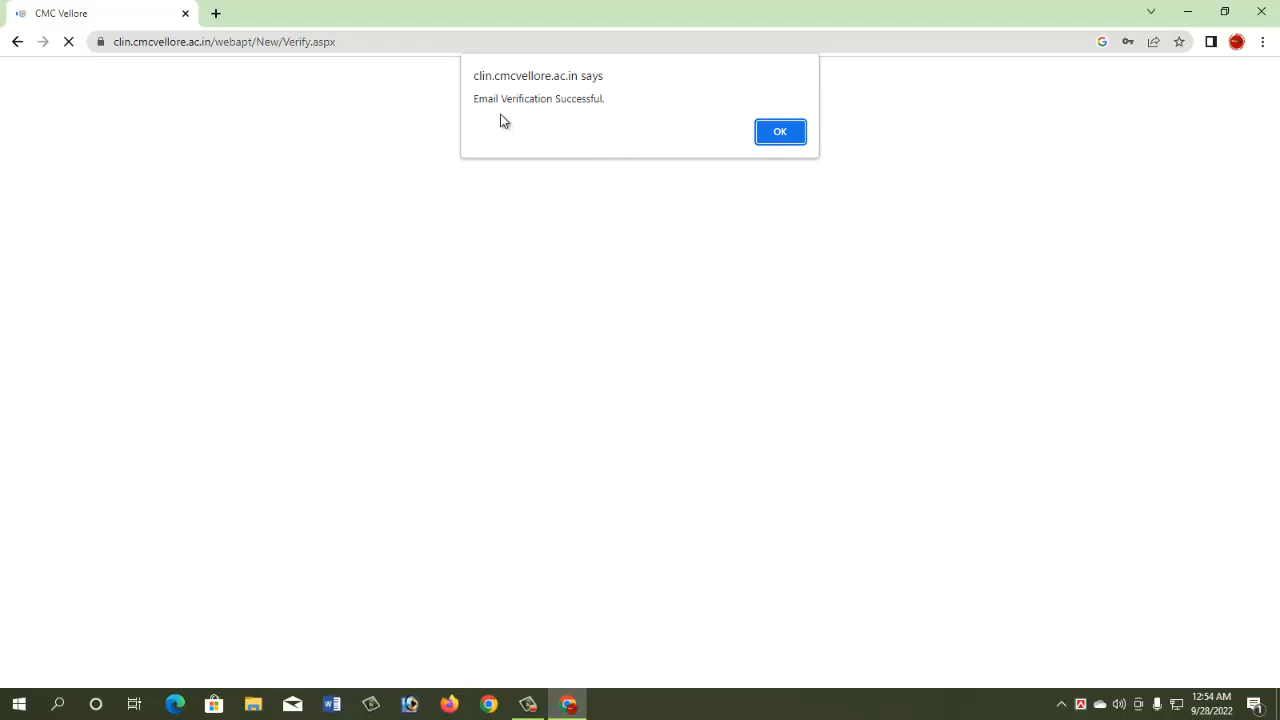 CMC Vellore
clin.cmcvellore.ac.in/webapt/New/Verify.aspx
clin.cmcvellore.ac.in says
Email Verification Successful.
OK
12:54 AM
9/28/2022